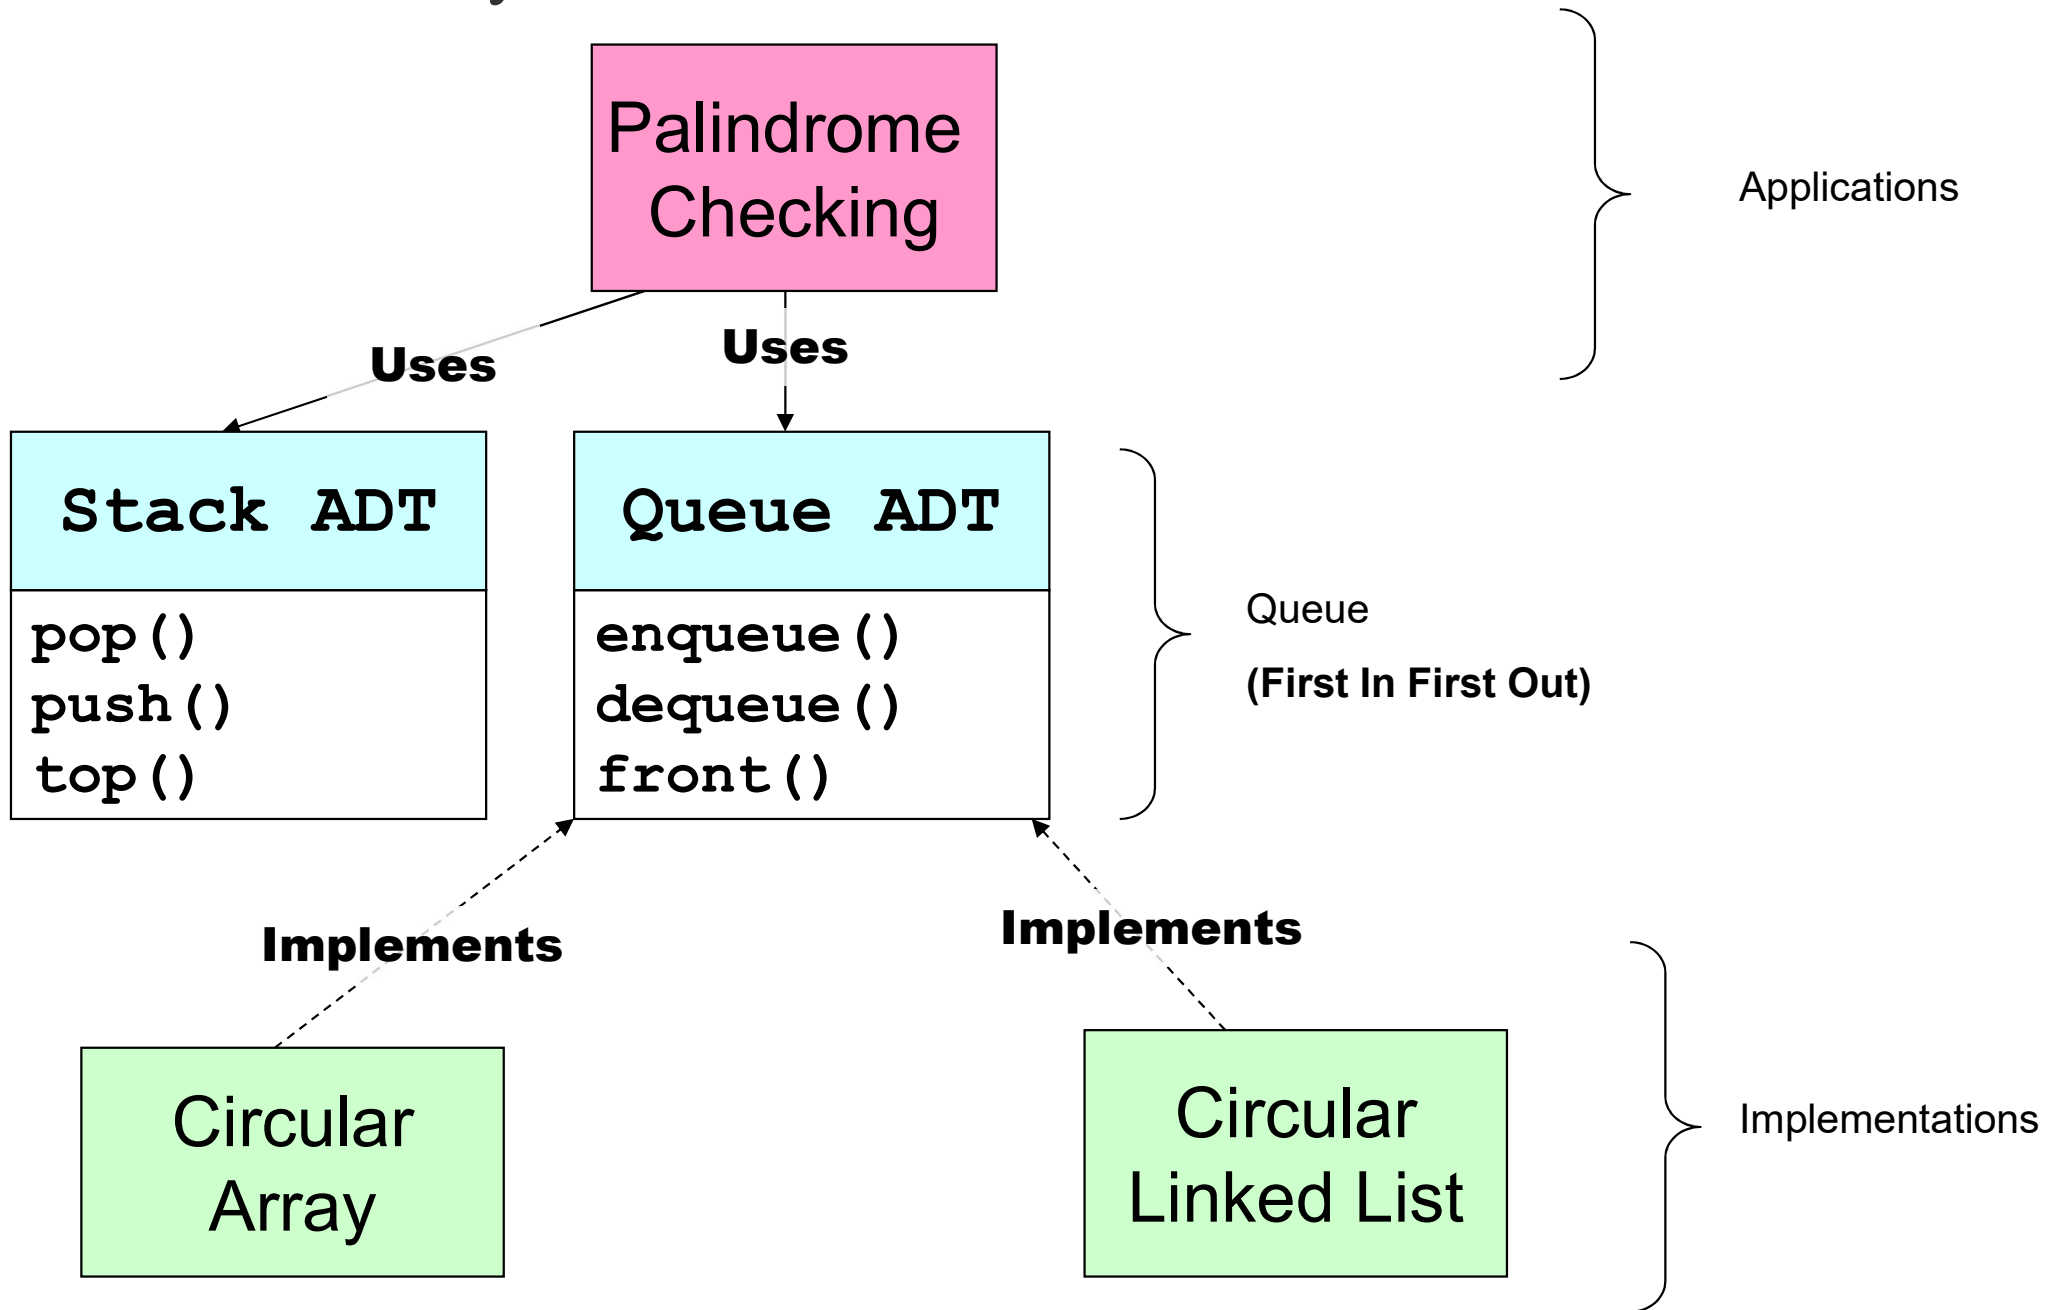 Palindrome
Checking
Applications
Uses
Uses
Stack ADT
pop()
push()
top()
Queue ADT
enqueue()
dequeue()
front()
Queue
(First In First Out)
Implements
Implements
Circular
Array
Circular
Linked List
Implementations